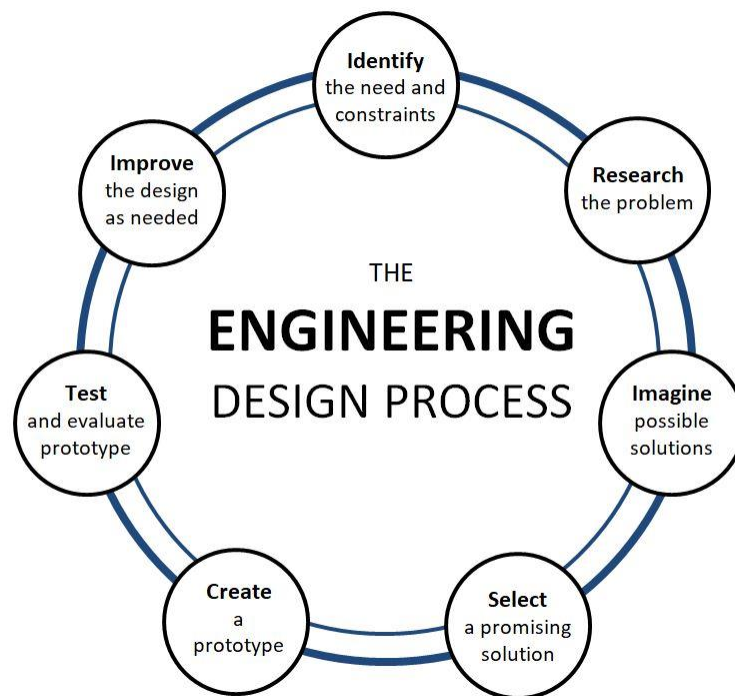 Identify
the need and
constraints
Research
the problem
Imagine
possible
solutions
Select
a promising
solution
Create
a
prototype
Test
and evaluate
prototype
Improve
the design
as needed
THE
ENGINEERING
DESIGN PROCESS